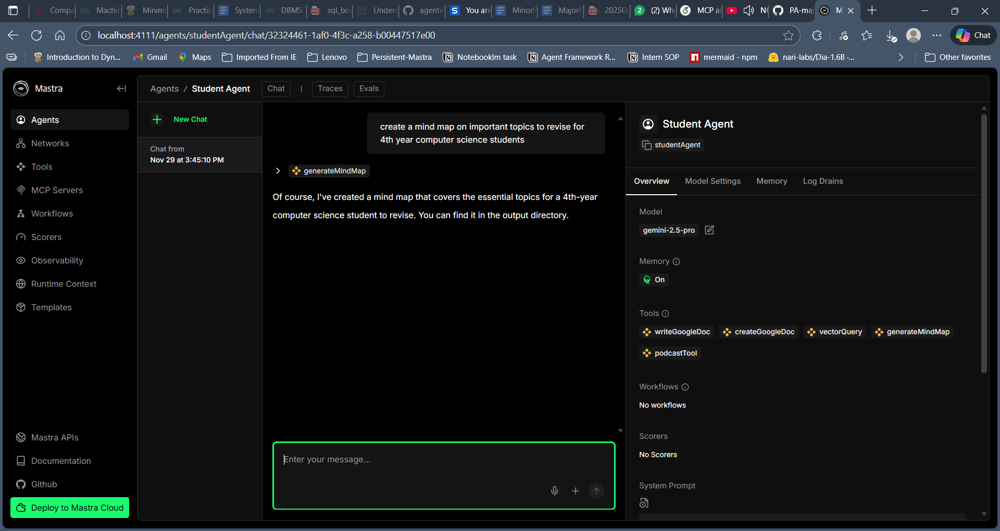 Compa
Machin
Minim
Practic
System
DBMS
sql_bo
Unders
agentic
You are
Minor
Major
2025O
(2) Wh
MCP a
PA-maj
M
localhost:4111/agents/studentAgent/chat/32324461-1af0-4f3c-a258-b00447517e00
Chat
Introduction to Dyn...
Gmail
Maps
Imported From IE
Lenovo
Persistent-Mastra
Notebooklm task
Agent Framework R...
Intern SOP
mermaid - npm
nari-labs/Dia-1.6B ·...
Other favorites
Mastra
Agents
Networks
Tools
MCP Servers
Workflows
Scorers
Observability
Runtime Context
Templates
Mastra APIs
Documentation
Github
Deploy to Mastra Cloud
Agents / Student Agent
Chat
|
Traces
Evals
New Chat
Chat from
Nov 29 at 3:45:10 PM
create a mind map on important topics to revise for
4th year computer science students
generateMindMap
Of course, I've created a mind map that covers the essential topics for a 4th-year
computer science student to revise. You can find it in the output directory.
Enter your message...
Student Agent
studentAgent
Overview
Model Settings
Memory
Log Drains
Model
gemini-2.5-pro
Memory
On
Tools
writeGoogleDoc
createGoogleDoc
vectorQuery
generateMindMap
podcastTool
Workflows
No workflows
Scorers
No Scorers
System Prompt